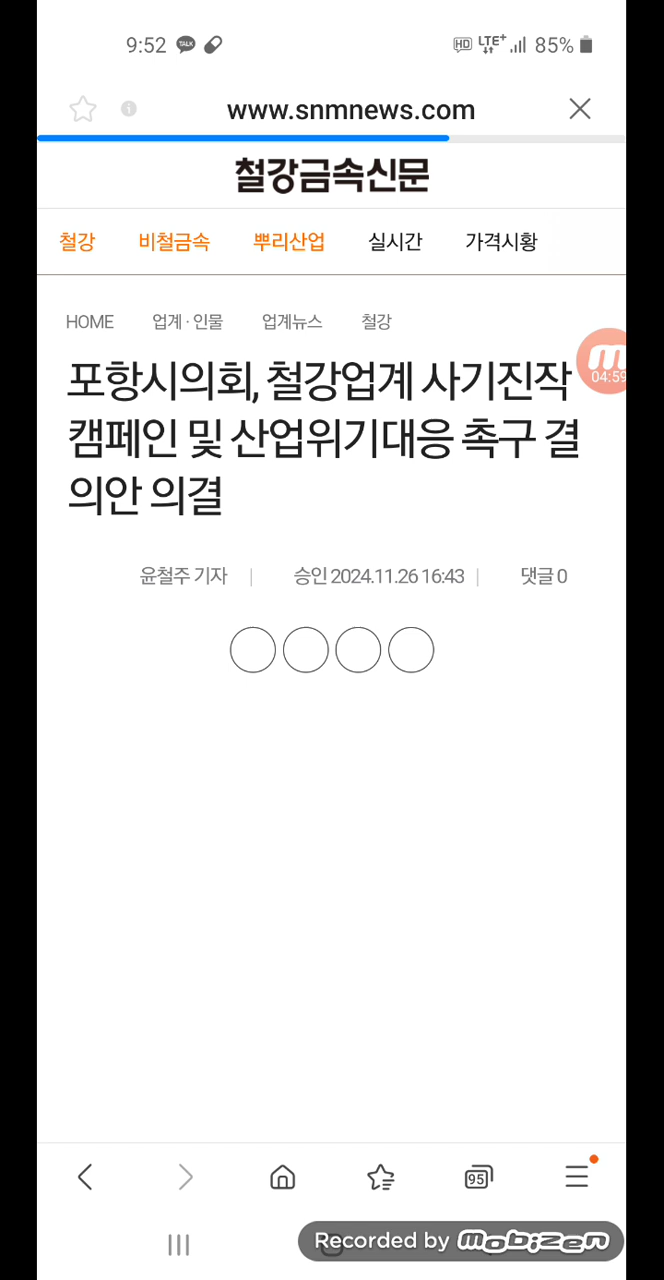 9:52 TALK HD LTE+ 85%
www.snmnews.com
철강금속신문
철강 비철금속 뿌리산업 실시간 가격시황
HOME 업계·인물 업계뉴스 철강
포항시의회, 철강업계 사기진작
캠페인 및 산업위기대응 촉구 결
의안 의결
m
04:59
윤철주 기자 | 승인 2024.11.26 16:43 | 댓글 0
95
Recorded by mobizen